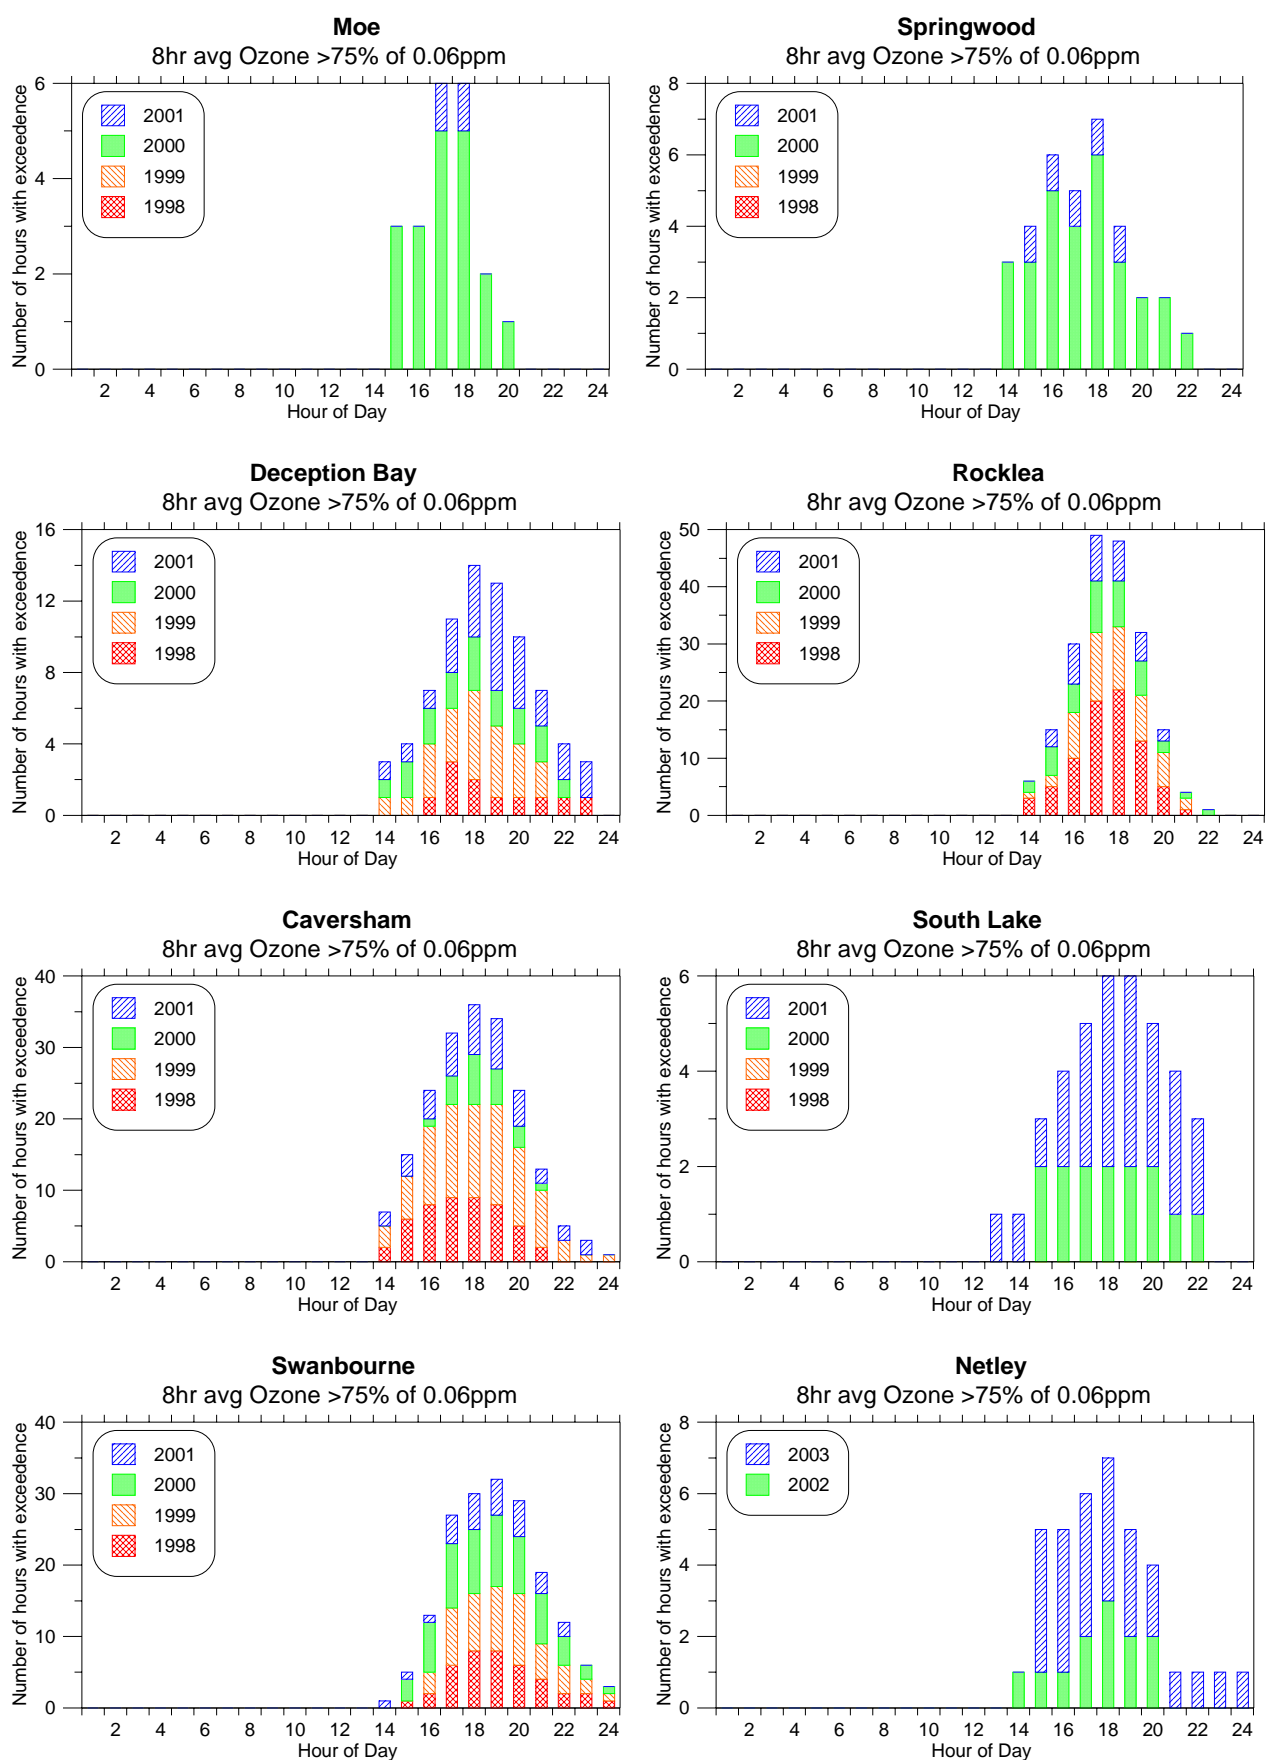 Moe
8hr avg Ozone >75% of 0.06ppm
Number of hours with exceedence
6
4
2
0
2001
2000
1999
1998
2 4 6 8 10 12 14 16 18 20 22 24
Hour of Day
Springwood
8hr avg Ozone >75% of 0.06ppm
Number of hours with exceedence
8
6
4
2
0
2001
2000
1999
1998
2 4 6 8 10 12 14 16 18 20 22 24
Hour of Day
Deception Bay
8hr avg Ozone >75% of 0.06ppm
Number of hours with exceedence
16
12
8
4
0
2001
2000
1999
1998
2 4 6 8 10 12 14 16 18 20 22 24
Hour of Day
Rocklea
8hr avg Ozone >75% of 0.06ppm
Number of hours with exceedence
50
40
30
20
10
0
2001
2000
1999
1998
2 4 6 8 10 12 14 16 18 20 22 24
Hour of Day
Caversham
8hr avg Ozone >75% of 0.06ppm
Number of hours with exceedence
40
30
20
10
0
2001
2000
1999
1998
2 4 6 8 10 12 14 16 18 20 22 24
Hour of Day
South Lake
8hr avg Ozone >75% of 0.06ppm
Number of hours with exceedence
6
4
2
0
2001
2000
1999
1998
2 4 6 8 10 12 14 16 18 20 22 24
Hour of Day
Swanbourne
8hr avg Ozone >75% of 0.06ppm
Number of hours with exceedence
40
30
20
10
0
2001
2000
1999
1998
2 4 6 8 10 12 14 16 18 20 22 24
Hour of Day
Netley
8hr avg Ozone >75% of 0.06ppm
Number of hours with exceedence
8
6
4
2
0
2003
2002
2 4 6 8 10 12 14 16 18 20 22 24
Hour of Day